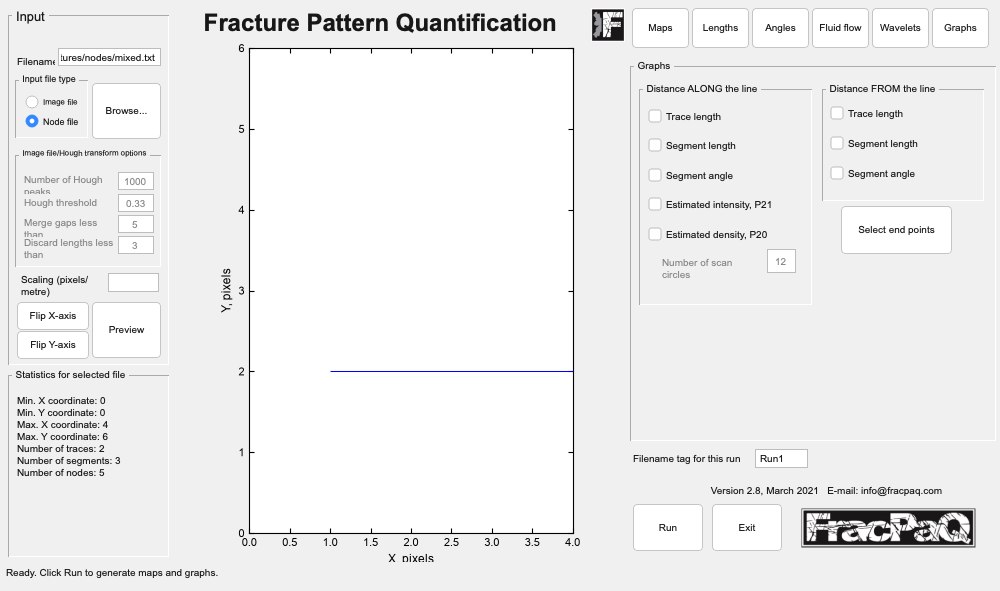 Input
Filename
tures/nodes/mixed.txt
Input file type
Image file
Node file
Browse...
Image file/Hough transform options
Number of Hough
peaks
1000
Hough threshold
0.33
Merge gaps less
than
5
Discard lengths less
than
3
Scaling (pixels/
metre)
Flip X-axis
Flip Y-axis
Preview
Statistics for selected file
Min. X coordinate: 0
Min. Y coordinate: 0
Max. X coordinate: 4
Max. Y coordinate: 6
Number of traces: 2
Number of segments: 3
Number of nodes: 5
Ready. Click Run to generate maps and graphs.
Fracture Pattern Quantification
6
5
4
3
2
1
0
Y, pixels
0.0 0.5 1.0 1.5 2.0 2.5 3.0 3.5 4.0
X, pixels
F
Maps
Lengths
Angles
Fluid flow
Wavelets
Graphs
Graphs
Distance ALONG the line
Trace length
Segment length
Segment angle
Estimated intensity, P21
Estimated density, P20
Number of scan
circles
12
Distance FROM the line
Trace length
Segment length
Segment angle
Select end points
Filename tag for this run
Run1
Version 2.8, March 2021 E-mail: info@fracpaq.com
Run
Exit
FracPaQ